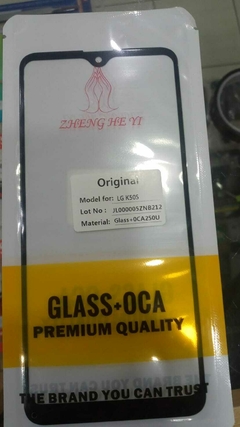 ZHENG HE YI
Original
Model for: LG K50S
Lot No : JL000005ZNB212
Material: Glass+OCA250U
GLASS+OCA
PREMIUM QUALITY
THE BRAND YOU CAN TRUST